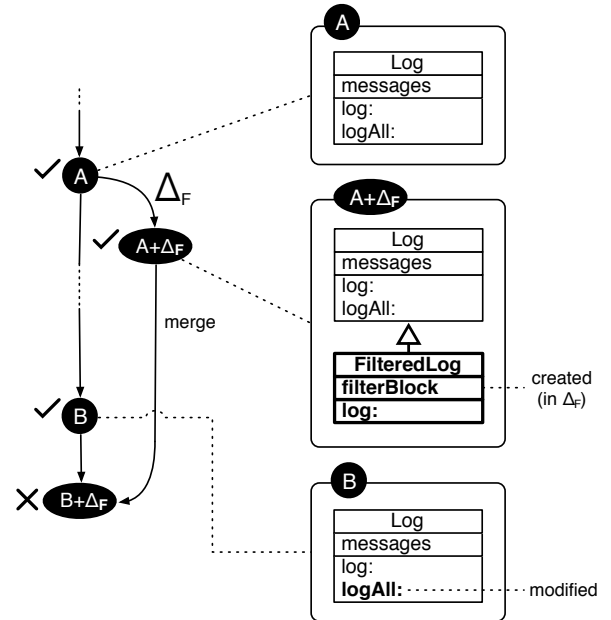 A
Log
messages
log:
logAll:
A
ΔF
A+ΔF
A+ΔF
Log
messages
log:
logAll:
merge
FilteredLog
filterBlock
log:
created
(in ΔF)
B
B+ΔF
B
Log
messages
log:
logAll:
modified